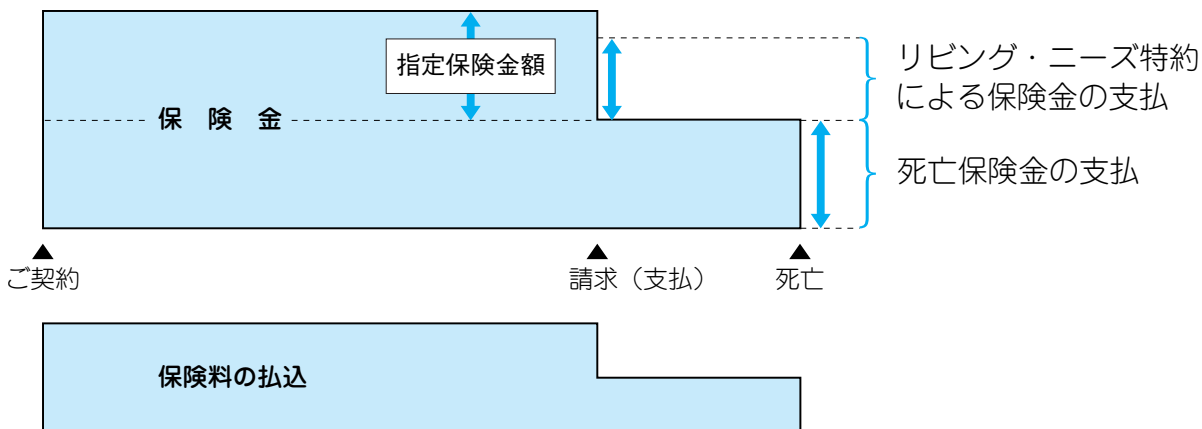 指定保険金額
リビング・ニーズ特約
による保険金の支払
保 険 金
死亡保険金の支払
ご契約
請求（支払）
死亡
保険料の払込